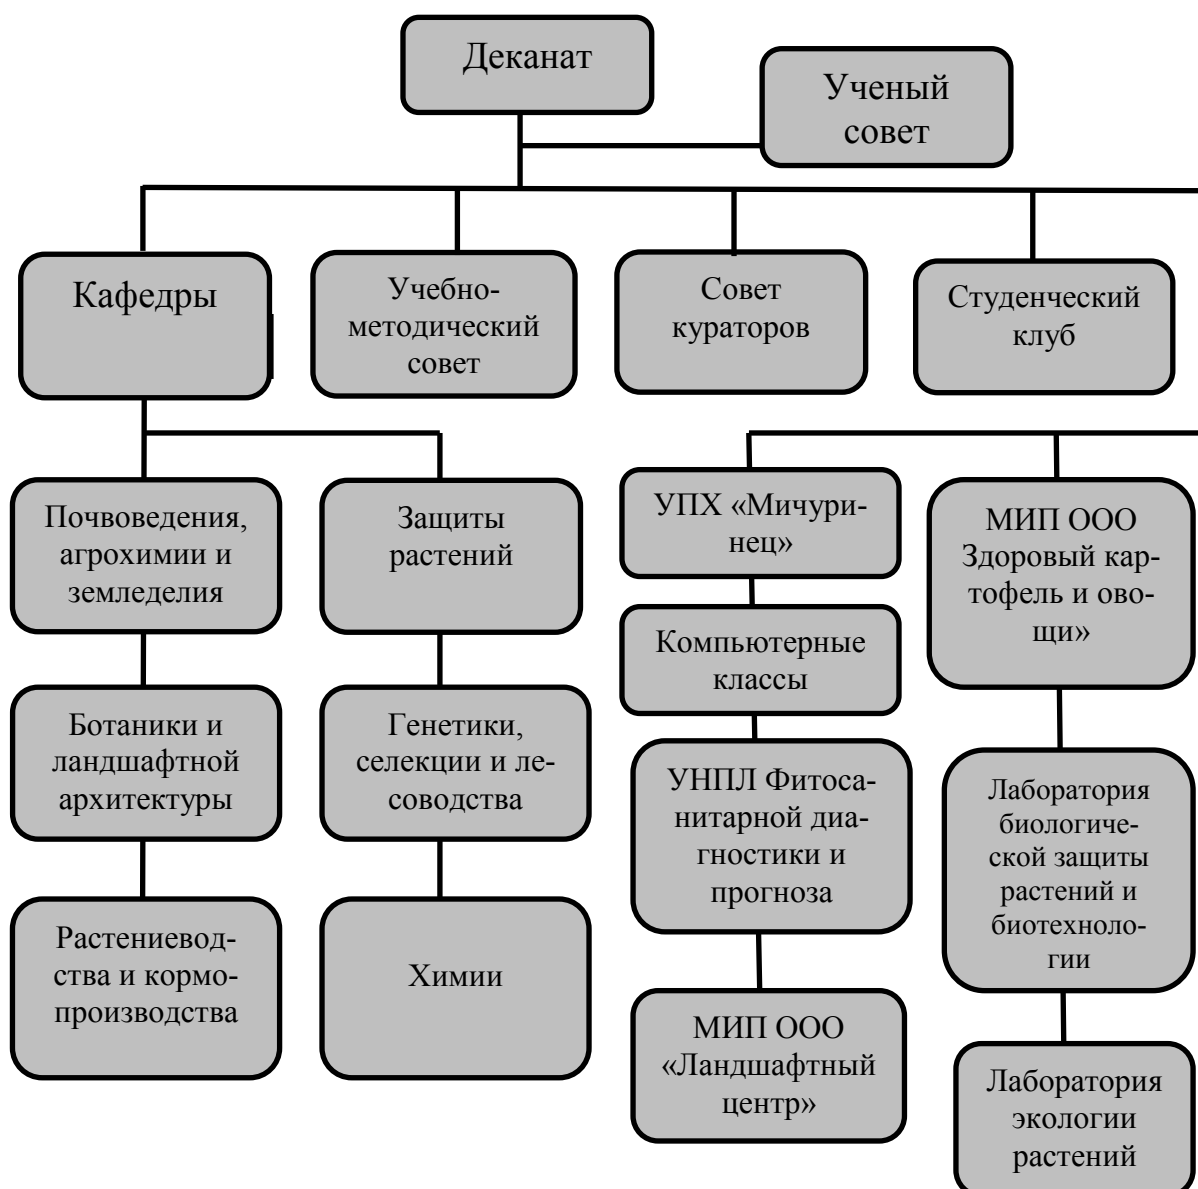 Деканат
Ученый
совет
Кафедры
Учебно-
методический
совет
Совет
кураторов
Студенческий
клуб
Почвоведения,
агрохимии и
земледелия
Защиты
растений
УПХ «Мичури-
нец»
МИП ООО
Здоровый кар-
тофель и ово-
щи»
Компьютерные
классы
Ботаники и
ландшафтной
архитектуры
Генетики,
селекции и ле-
соводства
УНПЛ Фитоса-
нитарной диа-
гностики и
прогноза
Лаборатория
биологиче-
ской защиты
растений и
биотехноло-
гии
Растениевод-
ства и кормо-
производства
Химии
МИП ООО
«Ландшафтный
центр»
Лаборатория
экологии
растений